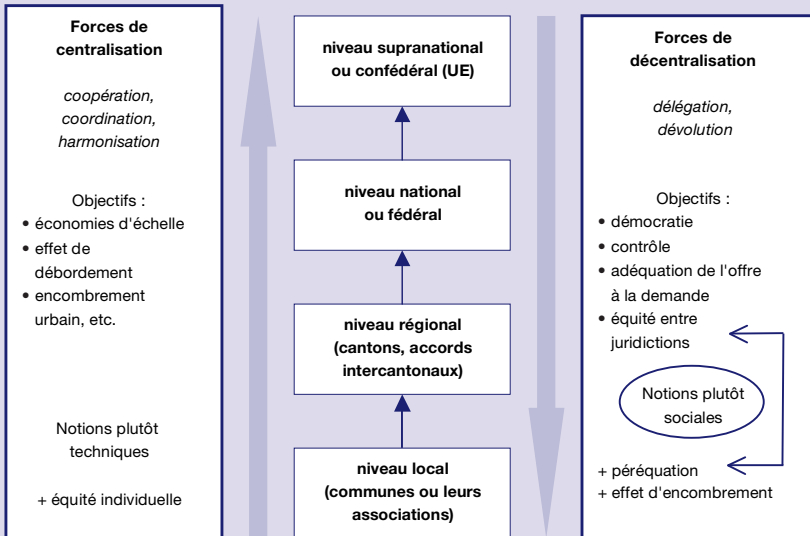 Forces de
centralisation
coopération,
coordination,
harmonisation
Objectifs :
• économies d'échelle
• effet de
débordement
• encombrement
urbain, etc.
Notions plutôt
techniques
+ équité individuelle
niveau supranational
ou confédéral (UE)
niveau national
ou fédéral
niveau régional
(cantons, accords
intercantonaux)
niveau local
(communes ou leurs
associations)
Forces de
décentralisation
délégation,
dévolution
Objectifs :
• démocratie
• contrôle
• adéquation de l'offre
à la demande
• équité entre
juridictions
Notions plutôt
sociales
+ péréquation
+ effet d'encombrement